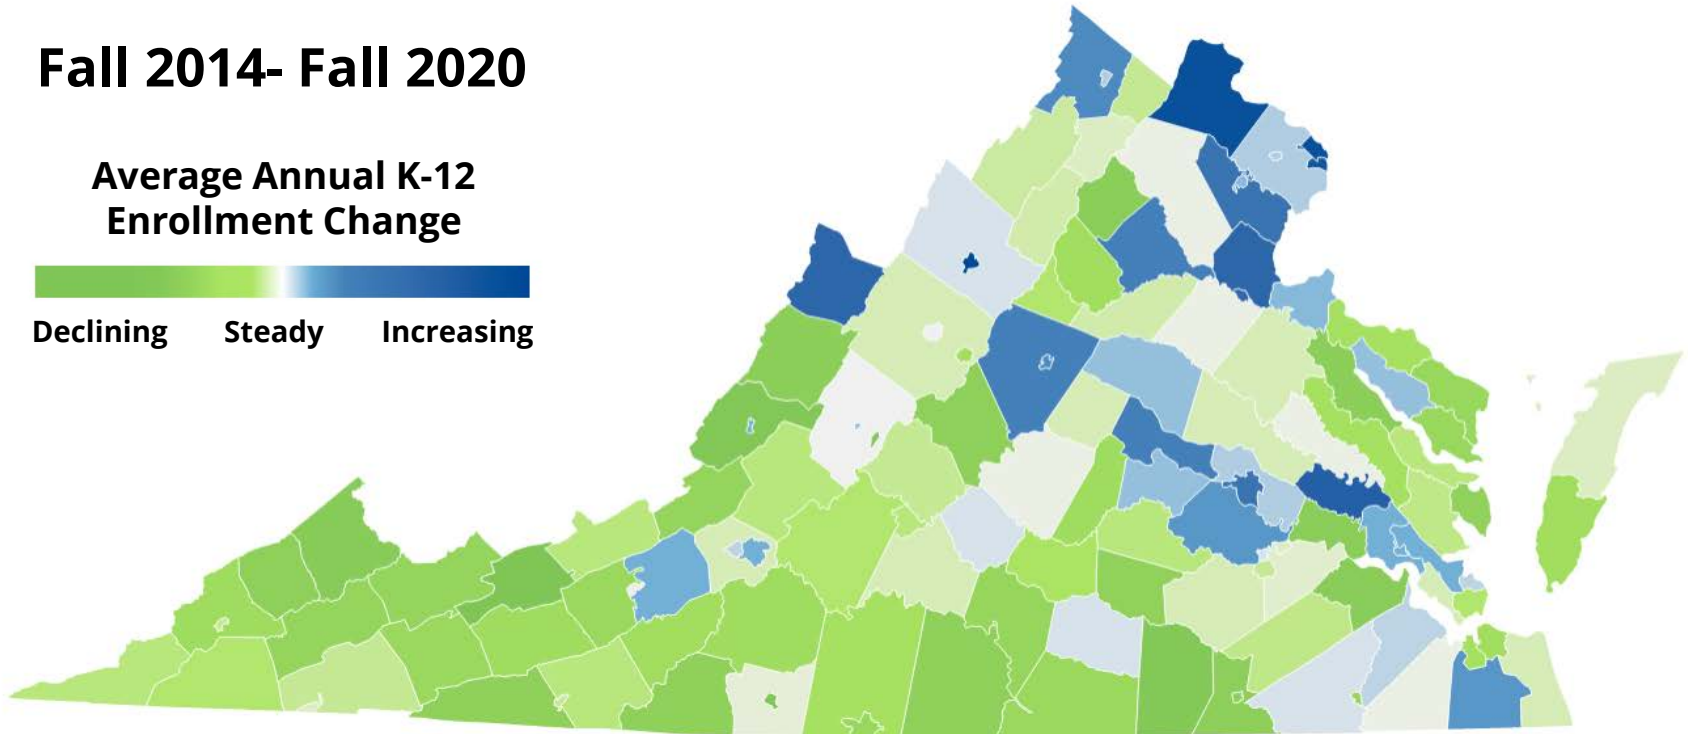 Fall 2014- Fall 2020
Average Annual K-12
Enrollment Change
Declining Steady Increasing